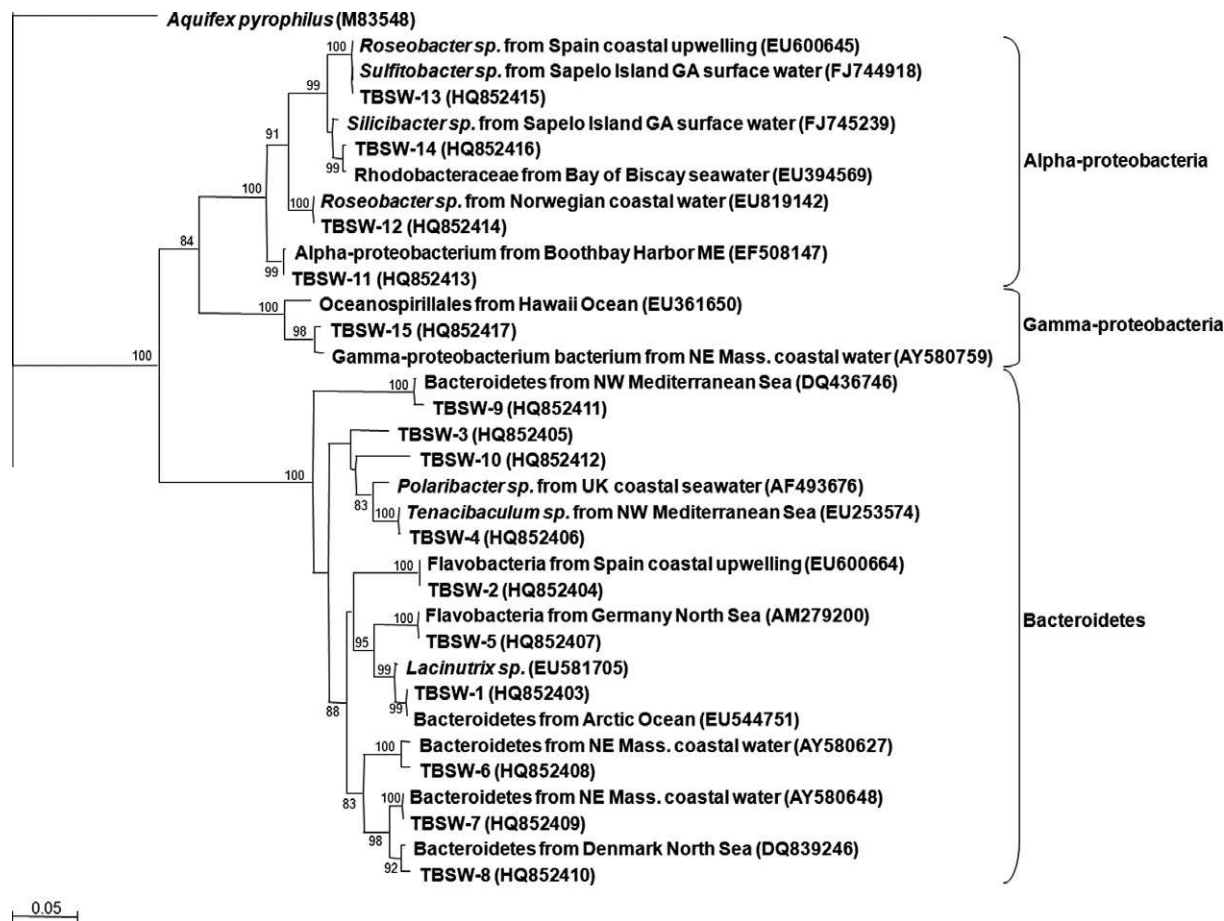 Aquifex pyrophilus (M83548)
100
Roseobacter sp. from Spain coastal upwelling (EU600645)
Sulfitobacter sp. from Sapelo Island GA surface water (FJ744918)
99
TBSW-13 (HQ852415)
Silicibacter sp. from Sapelo Island GA surface water (FJ745239)
91
TBSW-14 (HQ852416)
Alpha-proteobacteria
99
Rhodobacteraceae from Bay of Biscay seawater (EU394569)
100
100
Roseobacter sp. from Norwegian coastal water (EU819142)
TBSW-12 (HQ852414)
84
Alpha-proteobacterium from Boothbay Harbor ME (EF508147)
99
TBSW-11 (HQ852413)
100
Oceanospirillales from Hawaii Ocean (EU361650)
98
TBSW-15 (HQ852417)
Gamma-proteobacteria
100
Gamma-proteobacterium bacterium from NE Mass. coastal water (AY580759)
100
Bacteroidetes from NW Mediterranean Sea (DQ436746)
TBSW-9 (HQ852411)
TBSW-3 (HQ852405)
TBSW-10 (HQ852412)
100
83
Polaribacter sp. from UK coastal seawater (AF493676)
100
Tenacibaculum sp. from NW Mediterranean Sea (EU253574)
TBSW-4 (HQ852406)
100
Flavobacteria from Spain coastal upwelling (EU600664)
TBSW-2 (HQ852404)
100
Flavobacteria from Germany North Sea (AM279200)
Bacteroidetes
95
TBSW-5 (HQ852407)
99
Lacinutrix sp. (EU581705)
TBSW-1 (HQ852403)
88
99
Bacteroidetes from Arctic Ocean (EU544751)
100
Bacteroidetes from NE Mass. coastal water (AY580627)
TBSW-6 (HQ852408)
83
100
Bacteroidetes from NE Mass. coastal water (AY580648)
TBSW-7 (HQ852409)
98
Bacteroidetes from Denmark North Sea (DQ839246)
92
TBSW-8 (HQ852410)
0.05